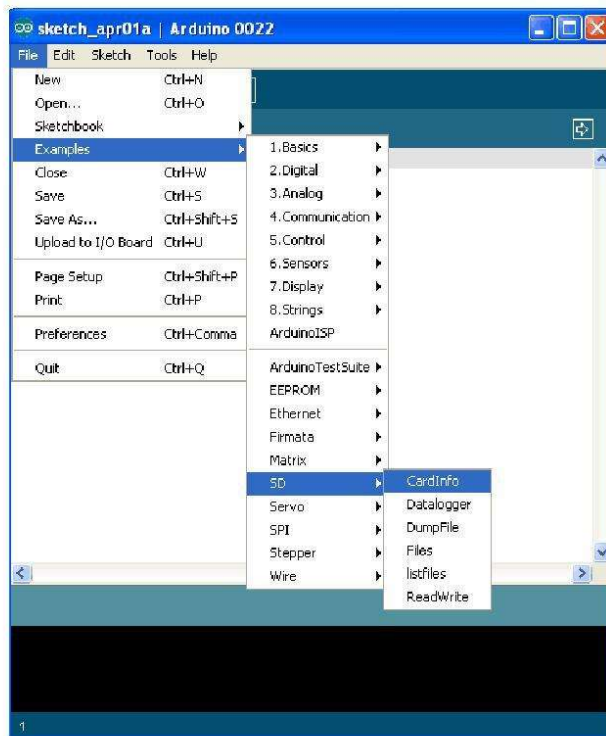 sketch_apr01a | Arduino 0022
File Edit Sketch Tools Help
New Ctrl+N
Open... Ctrl+O
Sketchbook
Examples
Close Ctrl+W
Save Ctrl+S
Save As... Ctrl+Shift+S
Upload to I/O Board Ctrl+U
Page Setup Ctrl+Shift+P
Print Ctrl+P
Preferences Ctrl+Comma
Quit Ctrl+Q
1.Basics
2.Digital
3.Analog
4.Communication
5.Control
6.Sensors
7.Display
8.Strings
ArduinoISP
ArduinoTestSuite
EEPROM
Ethernet
Firmata
Matrix
SD
Servo
SPI
Stepper
Wire
CardInfo
Datalogger
DumpFile
Files
listfiles
ReadWrite
1